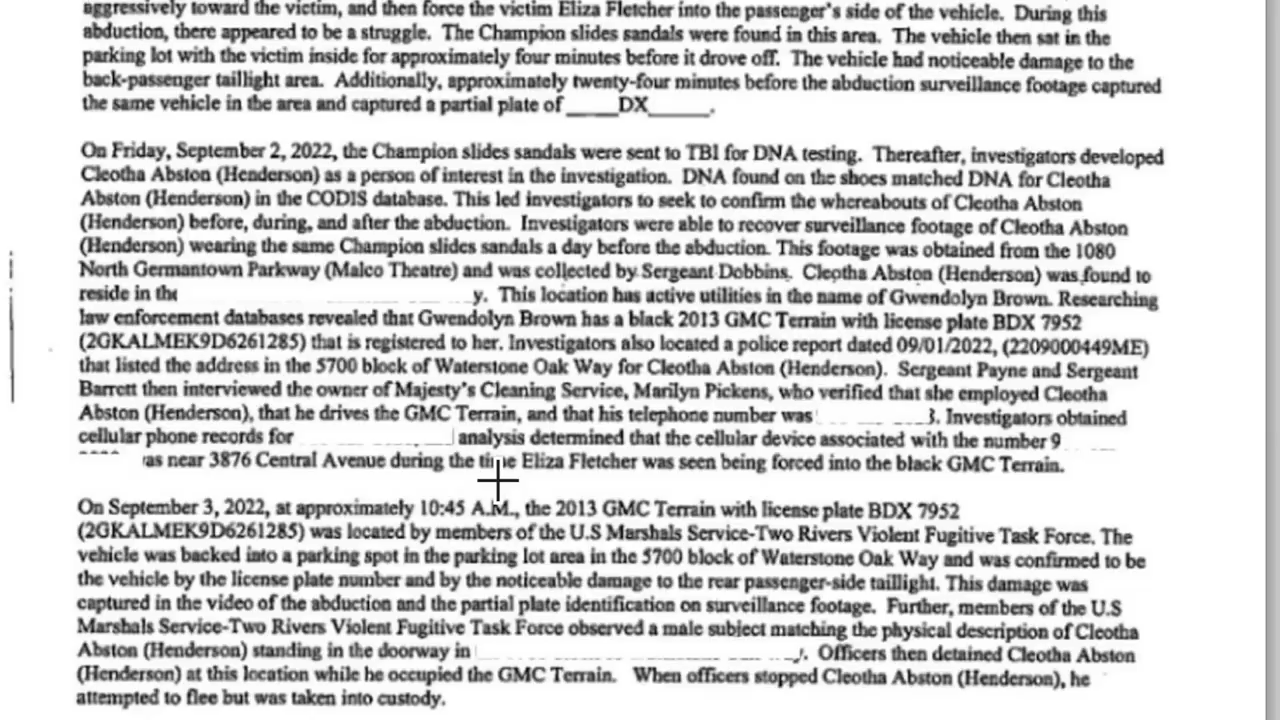 aggressively toward the victim, and then force the victim Eliza Fletcher into the passenger's side of the vehicle. During this
abduction, there appeared to be a struggle. The Champion slides sandals were found in this area. The vehicle then sat in the
parking lot with the victim inside for approximately four minutes before it drove off. The vehicle had noticeable damage to the
back-passenger taillight area. Additionally, approximately twenty-four minutes before the abduction surveillance footage captured
the same vehicle in the area and captured a partial plate of ____DX_____.
On Friday, September 2, 2022, the Champion slides sandals were sent to TBI for DNA testing. Thereafter, investigators developed
Cleotha Abston (Henderson) as a person of interest in the investigation. DNA found on the shoes matched DNA for Cleotha
Abston (Henderson) in the CODIS database. This led investigators to seek to confirm the whereabouts of Cleotha Abston
(Henderson) before, during, and after the abduction. Investigators were able to recover surveillance footage of Cleotha Abston
(Henderson) wearing the same Champion slides sandals a day before the abduction. This footage was obtained from the 1080
North Germantown Parkway (Malco Theatre) and was collected by Sergeant Dobbins. Cleotha Abston (Henderson) was found to
reside in the y. This location has active utilities in the name of Gwendolyn Brown. Researching
law enforcement databases revealed that Gwendolyn Brown has a black 2013 GMC Terrain with license plate BDX 7952
(2GKALMEK9D6261285) that is registered to her. Investigators also located a police report dated 09/01/2022, (2209000449ME)
that listed the address in the 5700 block of Waterstone Oak Way for Cleotha Abston (Henderson). Sergeant Payne and Sergeant
Barrett then interviewed the owner of Majesty's Cleaning Service, Marilyn Pickens, who verified that she employed Cleotha
Abston (Henderson), that he drives the GMC Terrain, and that his telephone number was 3. Investigators obtained
cellular phone records for analysis determined that the cellular device associated with the number 9
as near 3876 Central Avenue during the time Eliza Fletcher was seen being forced into the black GMC Terrain.
On September 3, 2022, at approximately 10:45 A.M., the 2013 GMC Terrain with license plate BDX 7952
(2GKALMEK9D6261285) was located by members of the U.S Marshals Service-Two Rivers Violent Fugitive Task Force. The
vehicle was backed into a parking spot in the parking lot area in the 5700 block of Waterstone Oak Way and was confirmed to be
the vehicle by the license plate number and by the noticeable damage to the rear passenger-side taillight. This damage was
captured in the video of the abduction and the partial plate identification on surveillance footage. Further, members of the U.S
Marshals Service-Two Rivers Violent Fugitive Task Force observed a male subject matching the physical description of Cleotha
Abston (Henderson) standing in the doorway in . Officers then detained Cleotha Abston
(Henderson) at this location while he occupied the GMC Terrain. When officers stopped Cleotha Abston (Henderson), he
attempted to flee but was taken into custody.